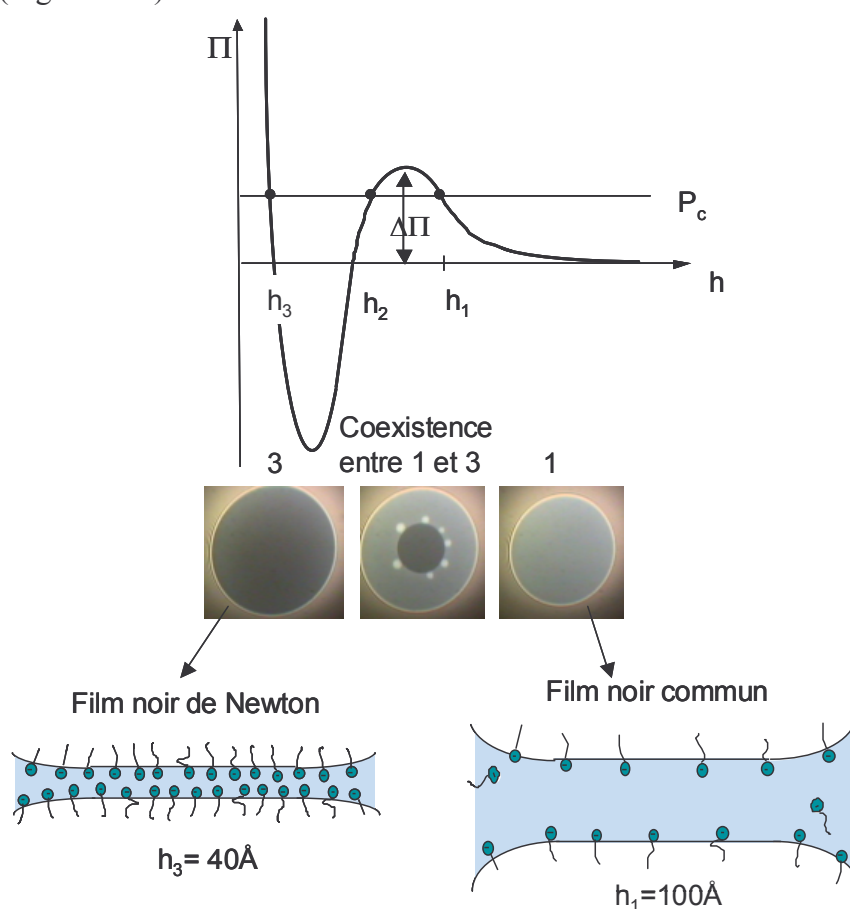 Π
P_c
ΔΠ
h
h_3
h_2
h_1
Coexistence
3 entre 1 et 3 1
Film noir de Newton
Film noir commun
h_3= 40Å
h_1=100Å